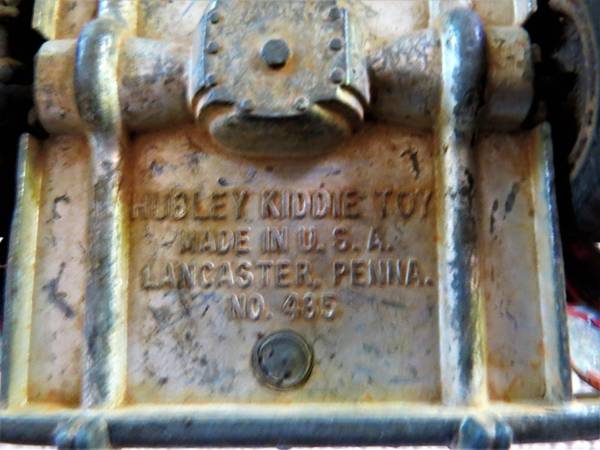 HUBLEY KIDDIE TOY
MADE IN U. S. A.
LANCASTER, PENNA.
NO. 485